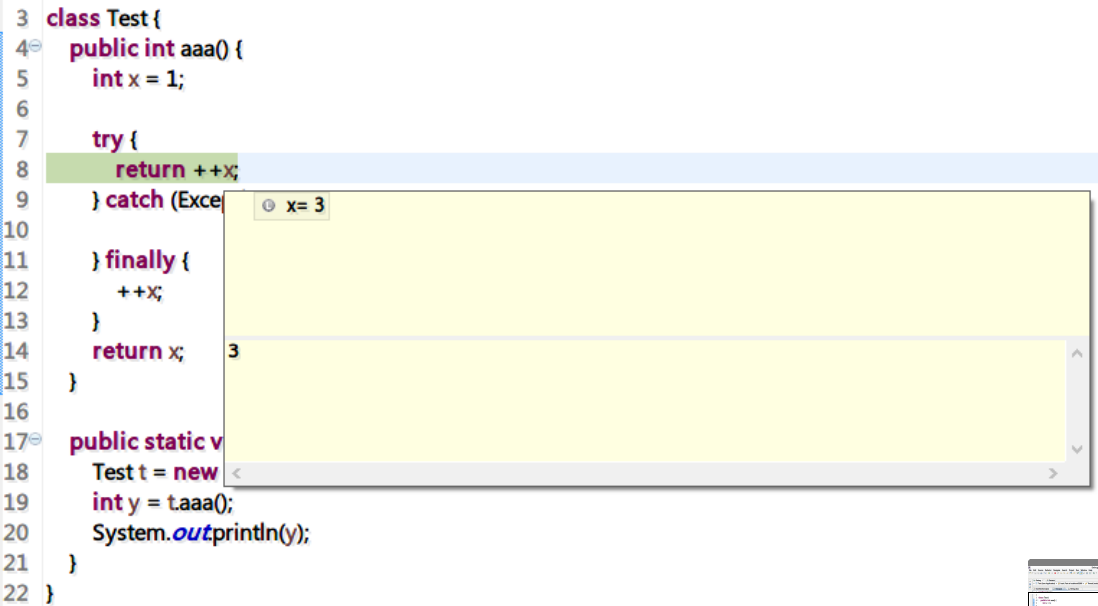 3 class Test {
4 public int aaa() {
5 int x = 1;
6
7 try {
8 return ++x;
9 } catch (Excep
x= 3
10
11 } finally {
12 ++x;
13 }
14 return x;
3
15 }
16
17 public static v
18 Test t = new
19 int y = t.aaa();
20 System.out.println(y);
21 }
22 }